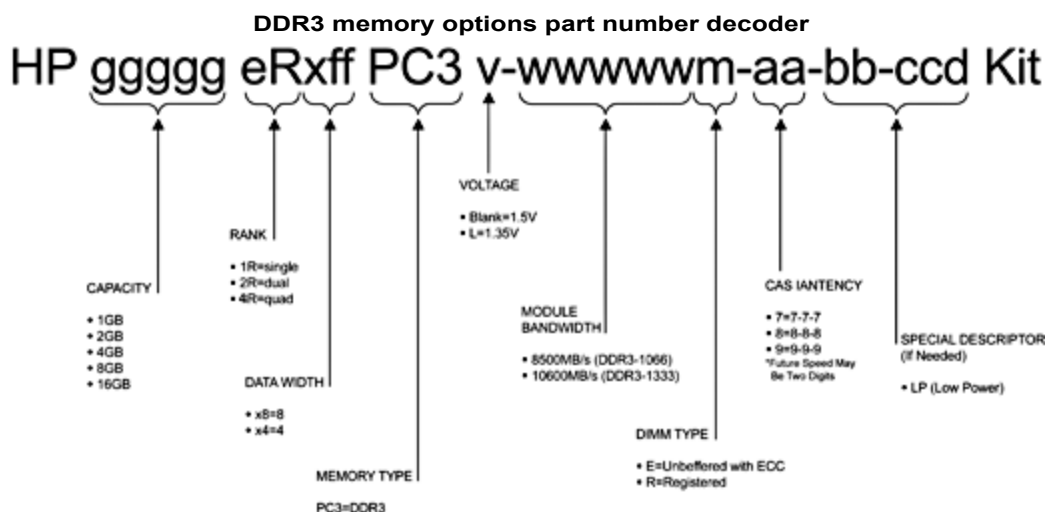 DDR3 memory options part number decoder
HP ggggg eRxff PC3 v-wwwwwm-aa-bb-ccd Kit
VOLTAGE
• Blank=1.5V
• L=1.35V
RANK
• 1R=single
• 2R=dual
• 4R=quad
CAPACITY
• 1GB
• 2GB
• 4GB
• 8GB
• 16GB
CAS IANTENCY
• 7=7-7-7
• 8=8-8-8
• 9=9-9-9
*Future Speed May
Be Two Digits
MODULE
BANDWIDTH
• 8500MB/s (DDR3-1066)
• 10600MB/s (DDR3-1333)
SPECIAL DESCRIPTOR
(If Needed)
• LP (Low Power)
DATA WIDTH
• x8=8
• x4=4
DIMM TYPE
• E=Unbeffered with ECC
• R=Registered
MEMORY TYPE
PC3=DDR3